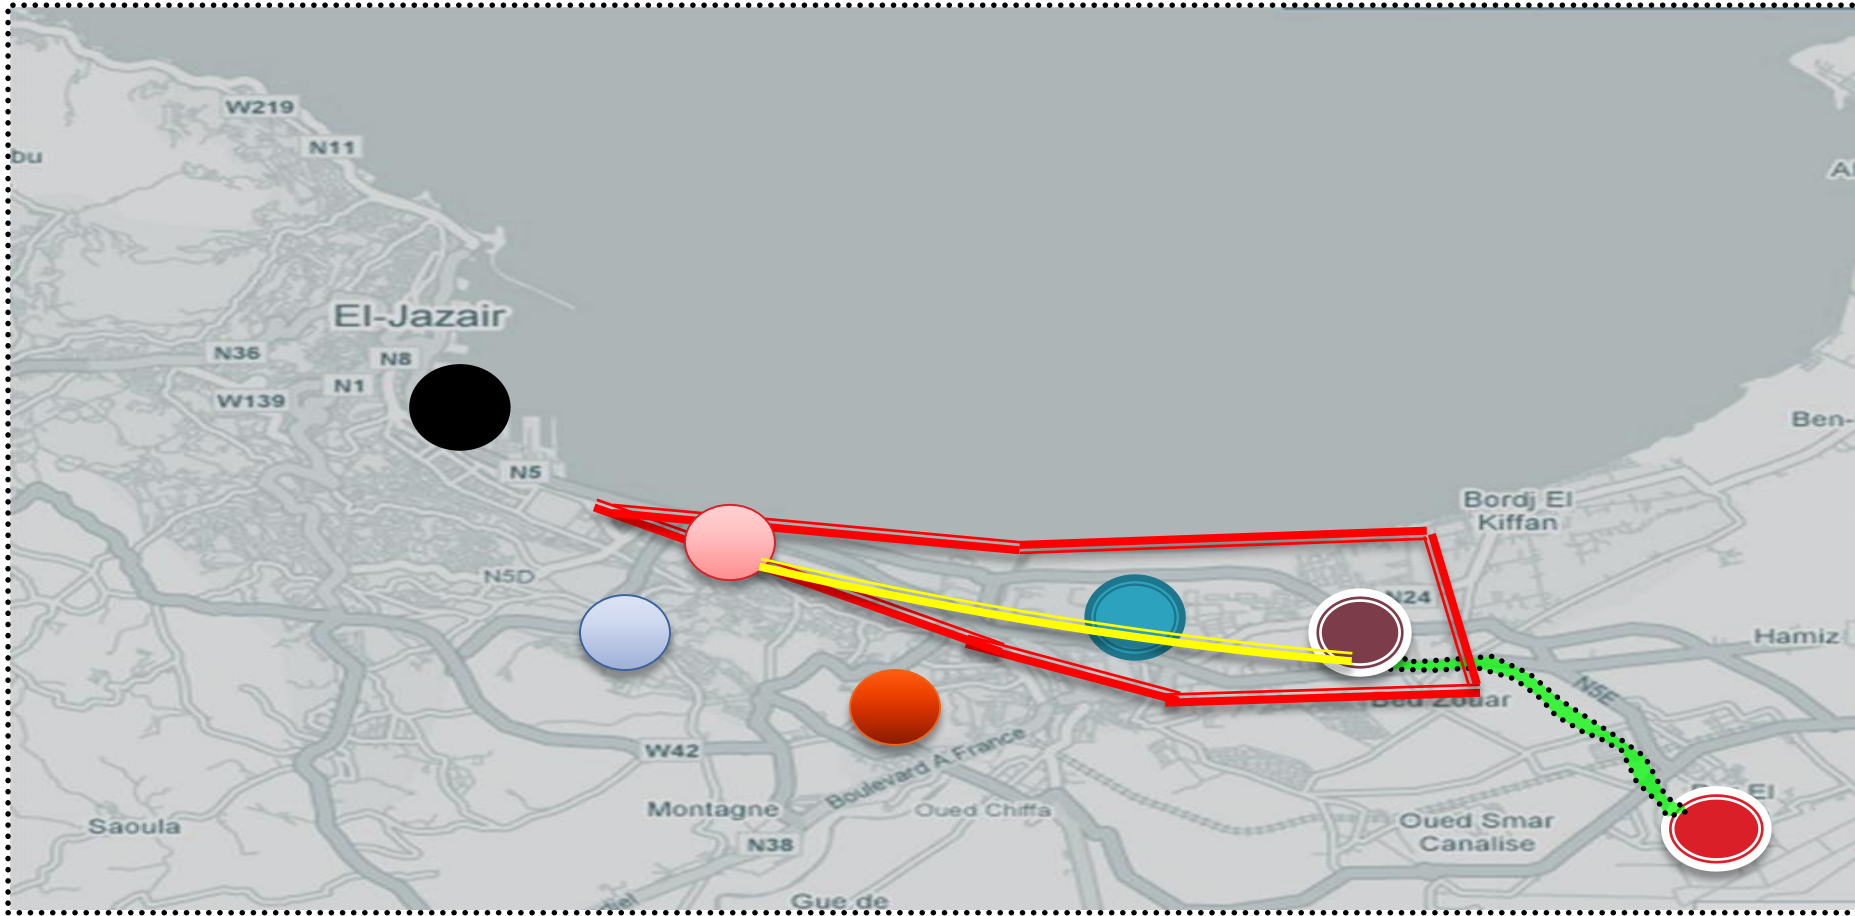 W219
N11
bu
El-Jazair
N36
N8
N1
W139
N5
Ben-
Bordj El
Kiffan
N5D
N24
Hamiz
N5E
W42
Boulevard A France
Montagne
Oued Chiffa
El
Saoula
N38
Oued Smar
Canalise
Gue de